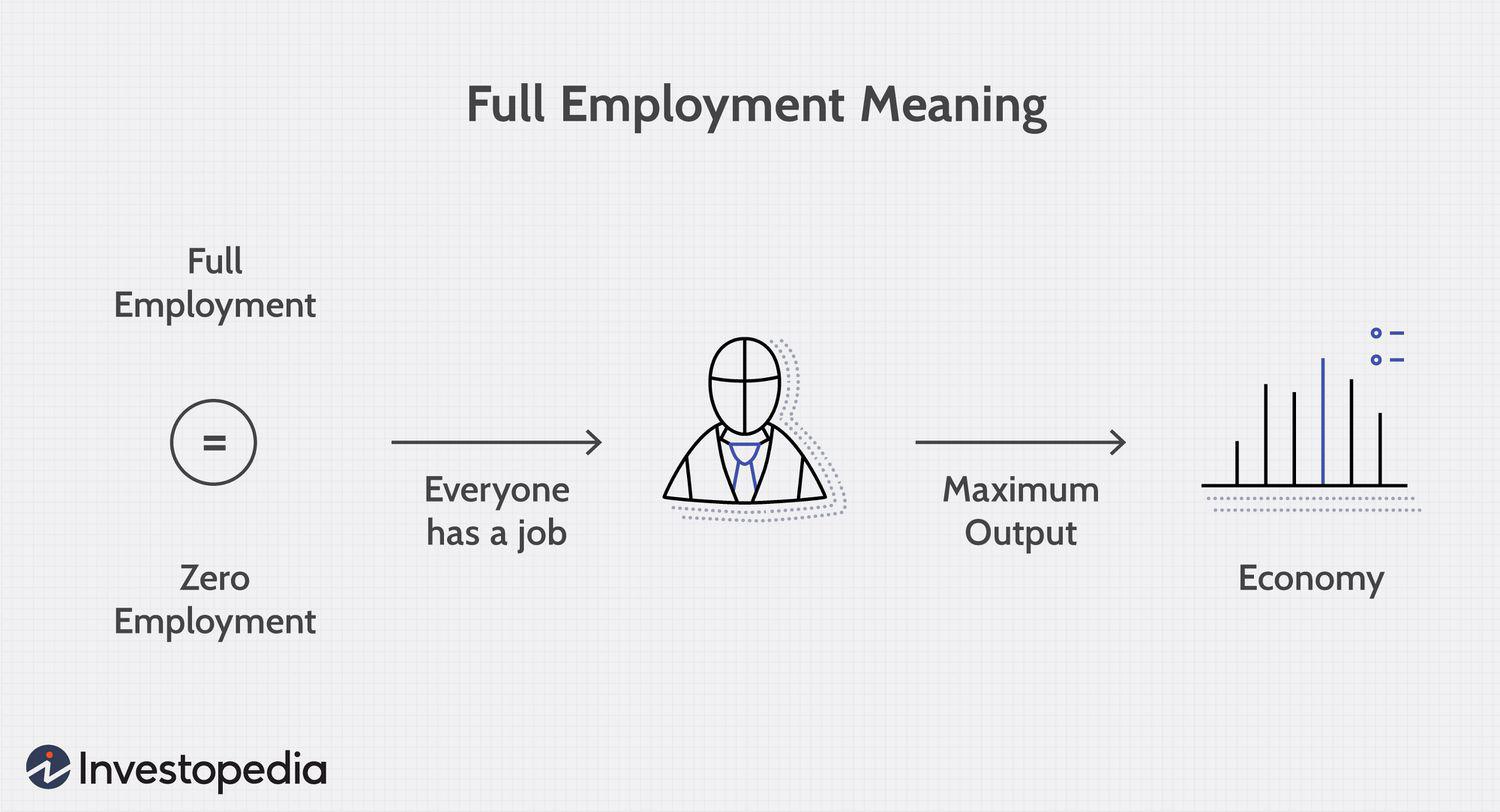 Full Employment Meaning
Full
Employment
=
Zero
Employment
Everyone
has a job
Maximum
Output
Economy
Investopedia